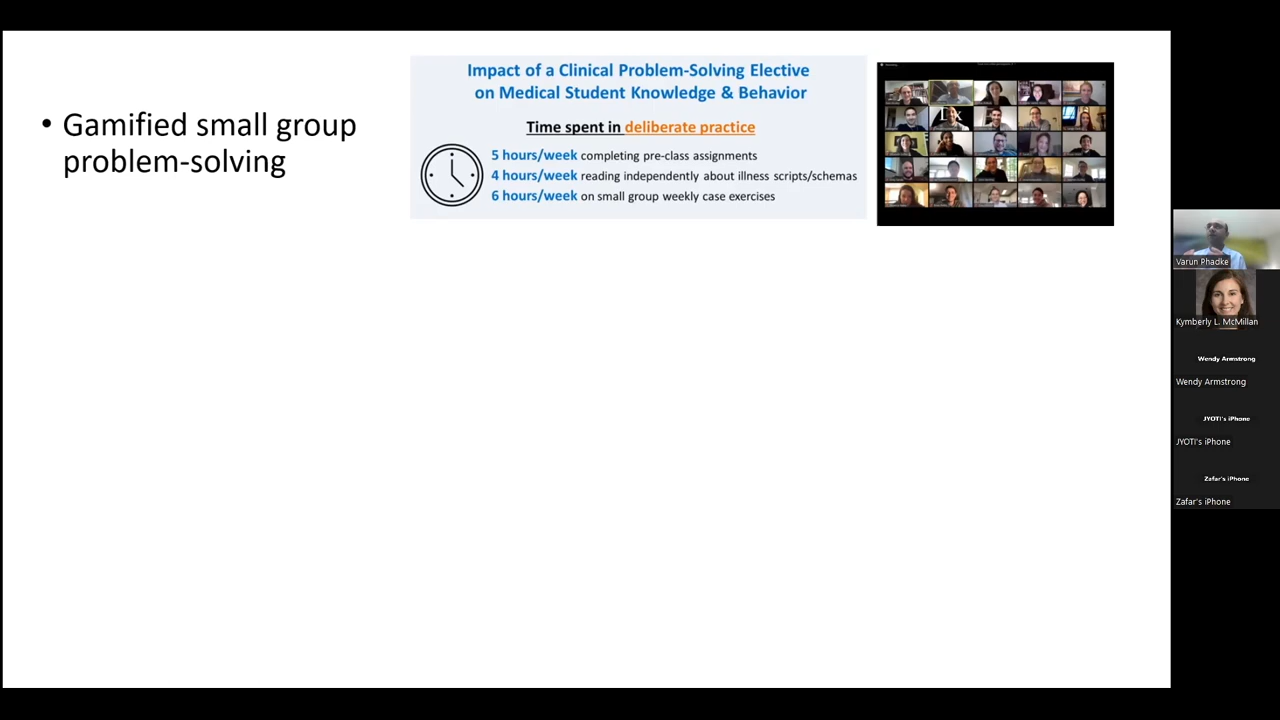 • Gamified small group
problem-solving
Impact of a Clinical Problem-Solving Elective
on Medical Student Knowledge & Behavior
Time spent in deliberate practice
5 hours/week completing pre-class assignments
4 hours/week reading independently about illness scripts/schemas
6 hours/week on small group weekly case exercises
Varun Phadke
Kymberly L. McMillan
Wendy Armstrong
Wendy Armstrong
JYOTI's iPhone
JYOTI's iPhone
Zafar's iPhone
Zafar's iPhone